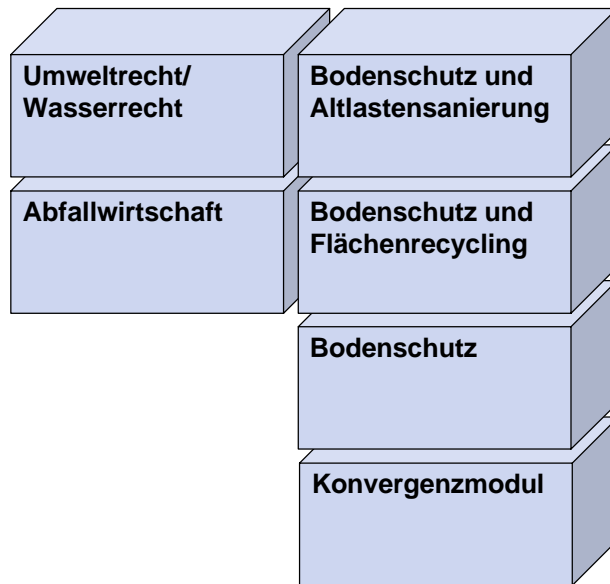 Umweltrecht/
Wasserrecht
Bodenschutz und
Altlastensanierung
Abfallwirtschaft
Bodenschutz und
Flächenrecycling
Bodenschutz
Konvergenzmodul